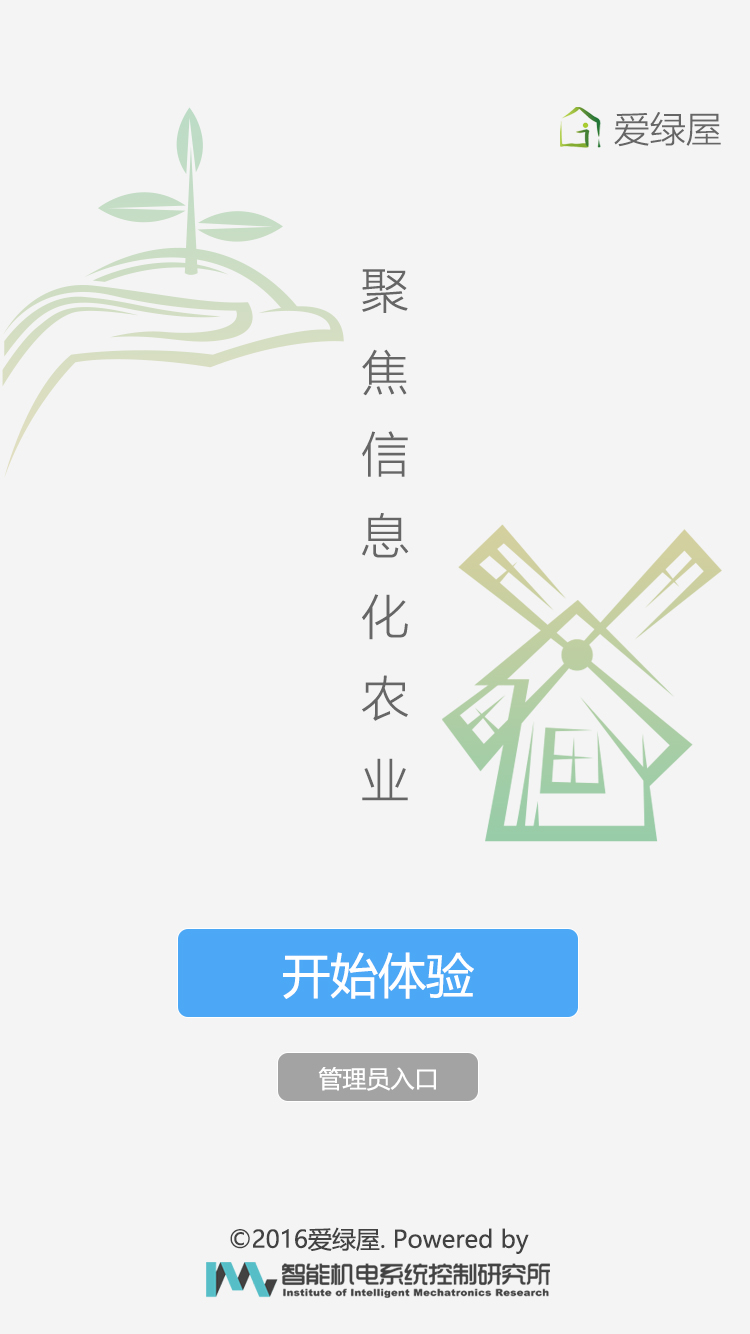 爱绿屋
聚焦信息化农业
开始体验
管理员入口
©2016爱绿屋. Powered by
智能机电系统控制研究所
Institute of Intelligent Mechatronics Research